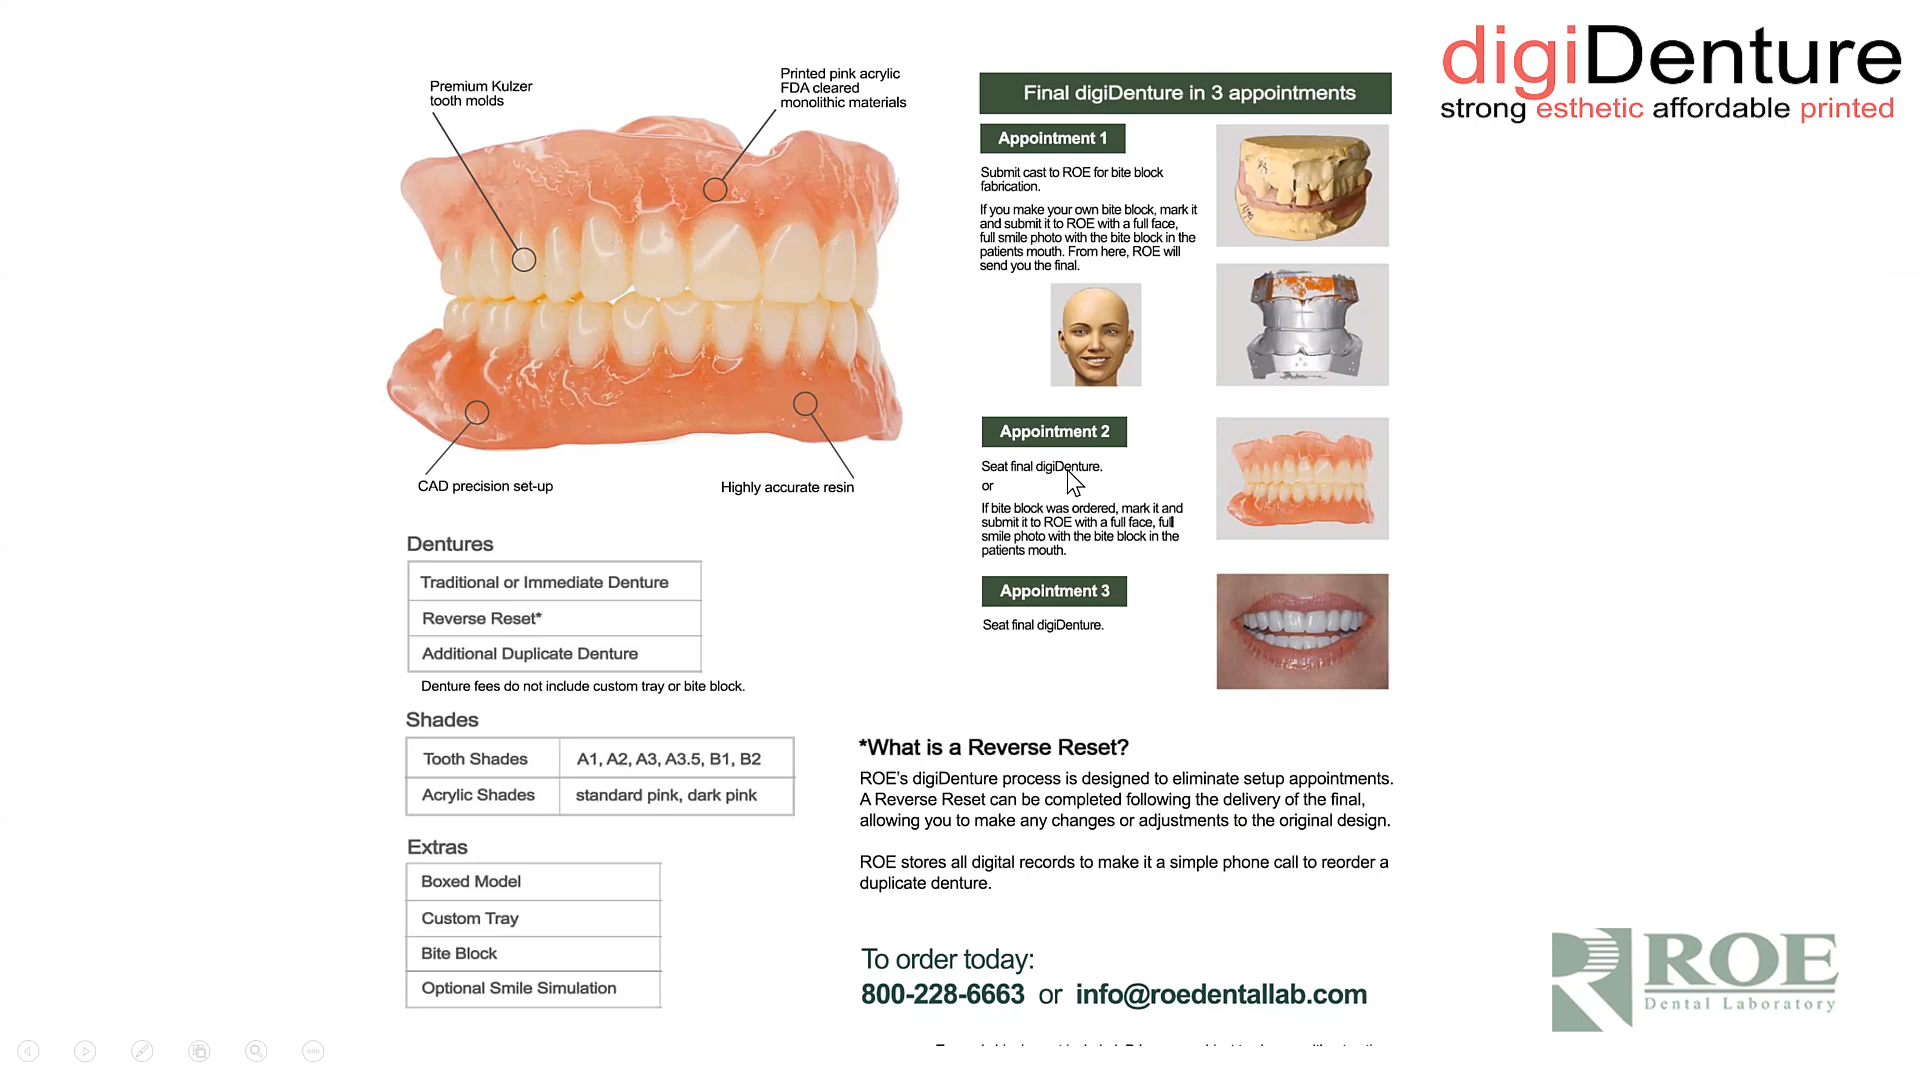 digiDenture
strong esthetic affordable printed
Premium Kulzer
tooth molds
Printed pink acrylic
FDA cleared
monolithic materials
CAD precision set-up
Highly accurate resin
Final digiDenture in 3 appointments
Appointment 1
Submit cast to ROE for bite block
fabrication.
If you make your own bite block, mark it
and submit it to ROE with a full face,
full smile photo with the bite block in the
patients mouth. From here, ROE will
send you the final.
Appointment 2
Seat final digiDenture.
or
If bite block was ordered, mark it and
submit it to ROE with a full face, full
smile photo with the bite block in the
patients mouth.
Appointment 3
Seat final digiDenture.
Dentures
Traditional or Immediate Denture
Reverse Reset*
Additional Duplicate Denture
Denture fees do not include custom tray or bite block.
Shades
Tooth Shades A1, A2, A3, A3.5, B1, B2
Acrylic Shades standard pink, dark pink
Extras
Boxed Model
Custom Tray
Bite Block
Optional Smile Simulation
*What is a Reverse Reset?
ROE's digiDenture process is designed to eliminate setup appointments.
A Reverse Reset can be completed following the delivery of the final,
allowing you to make any changes or adjustments to the original design.
ROE stores all digital records to make it a simple phone call to reorder a
duplicate denture.
To order today:
800-228-6663 or info@roedentallab.com
ROE
Dental Laboratory